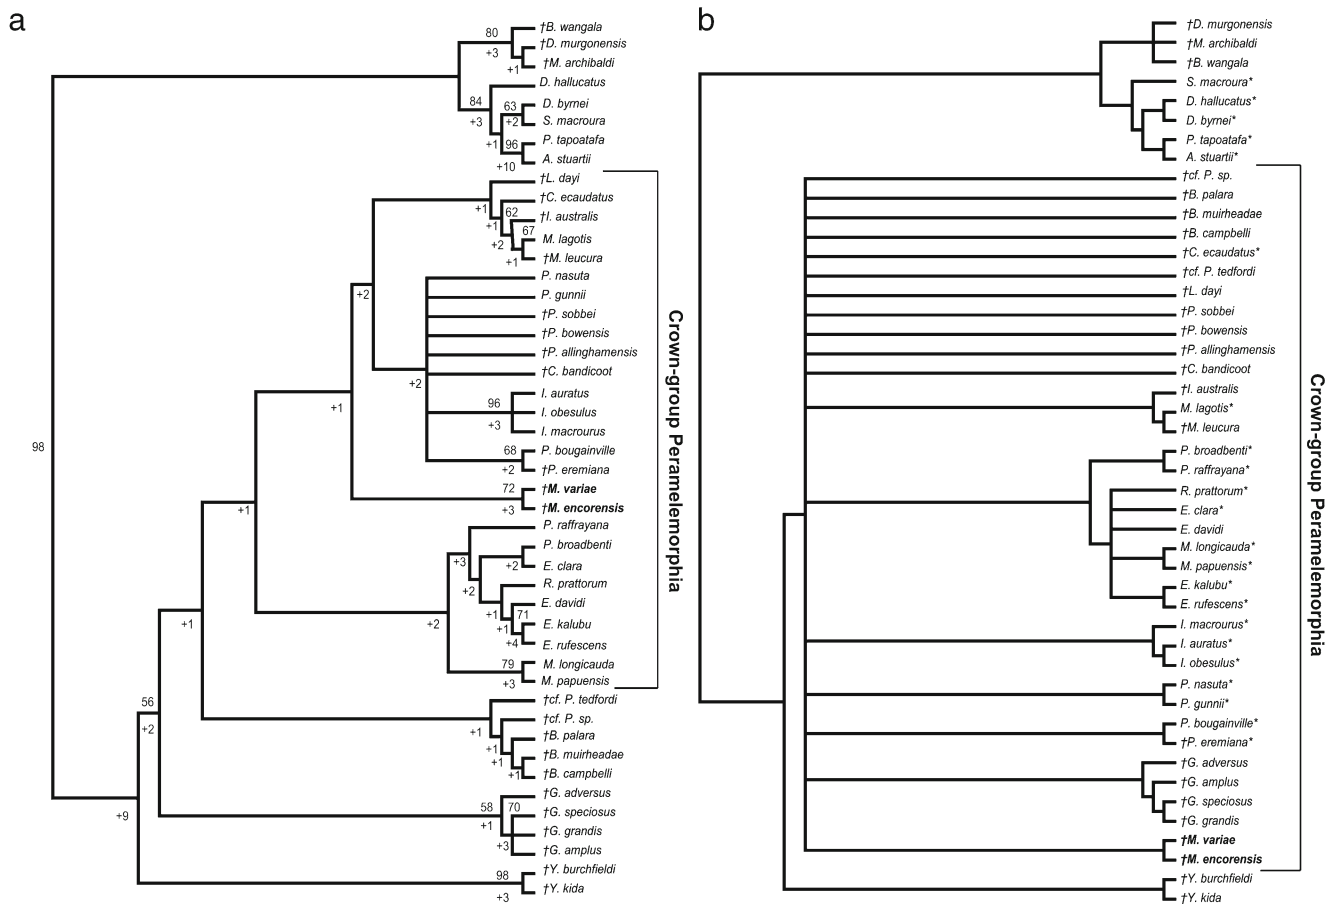 a
80
+3
+1
†B. wangala
†D. murgonensis
†M. archibaldi
D. hallucatus
84
+3
63
+2
D. byrnei
S. macroura
+1
96
+10
P. tapoatafa
A. stuartii
†L. dayi
+1
†C. ecaudatus
+1
62
†I. australis
+2
67
M. lagotis
+1
†M. leucura
+2
P. nasuta
P. gunnii
†P. sobbei
†P. bowensis
†P. allinghamensis
+2
†C. bandicoot
96
+3
I. auratus
I. obesulus
I. macrourus
+1
68
+2
P. bougainville
†P. eremiana
72
+3
†M. variae
†M. encorensis
98
+1
P. raffrayana
+3
P. broadbenti
+2
E. clara
+2
R. prattorum
+1
E. davidi
+1
71
E. kalubu
+4
E. rufescens
+2
79
+3
M. longicauda
M. papuensis
+1
†cf. P. tedfordi
+1
†cf. P. sp.
+1
†B. palara
+1
†B. muirheadae
+1
†B. campbelli
56
+2
†G. adversus
58
+1
70
+3
†G. speciosus
†G. grandis
†G. amplus
+9
98
+3
†Y. burchfieldi
†Y. kida
Crown-group Peramelemorphia
b
†D. murgonensis
†M. archibaldi
†B. wangala
S. macroura*
D. hallucatus*
D. byrnei*
P. tapoatafa*
A. stuartii*
†cf. P. sp.
†B. palara
†B. muirheadae
†B. campbelli
†C. ecaudatus*
†cf. P. tedfordi
†L. dayi
†P. sobbei
†P. bowensis
†P. allinghamensis
†C. bandicoot
†I. australis
M. lagotis*
†M. leucura
P. broadbenti*
P. raffrayana*
R. prattorum*
E. clara*
E. davidi
M. longicauda*
M. papuensis*
E. kalubu*
E. rufescens*
I. macrourus*
I. auratus*
I. obesulus*
P. nasuta*
P. gunnii*
P. bougainville*
†P. eremiana*
†G. adversus
†G. amplus
†G. speciosus
†G. grandis
†M. variae
†M. encorensis
†Y. burchfieldi
†Y. kida
Crown-group Peramelemorphia